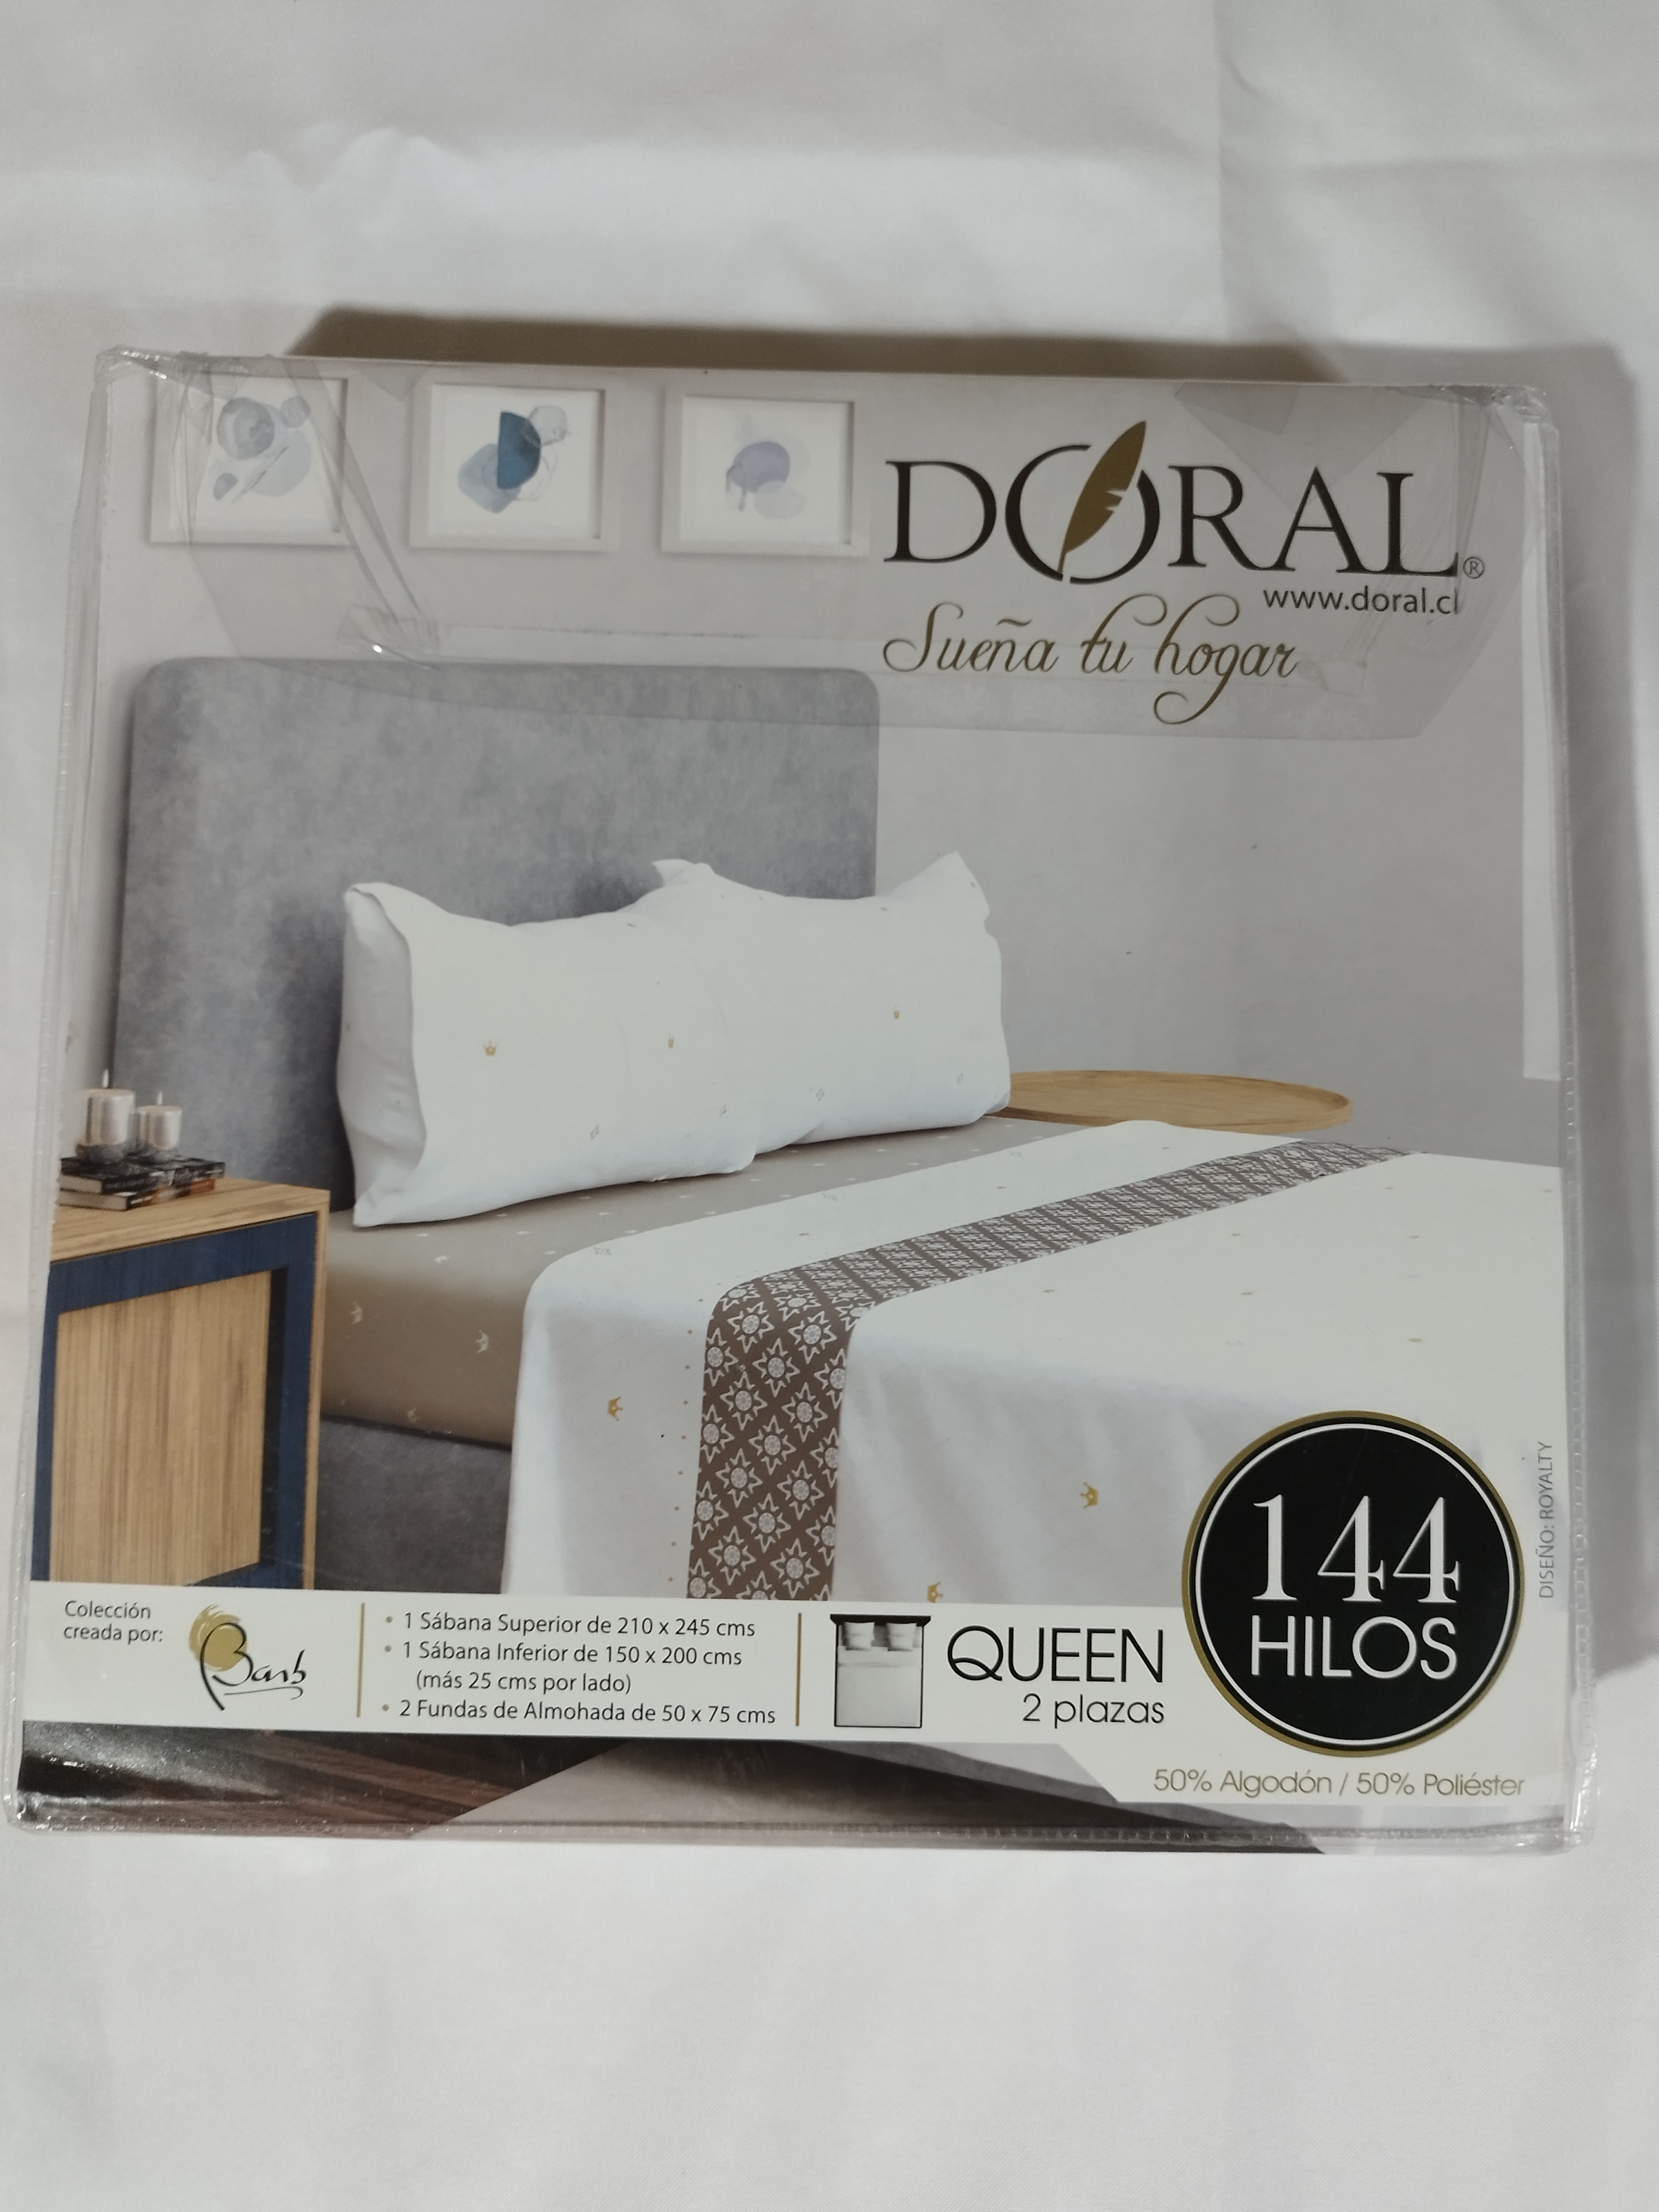 DORAL®
www.doral.cl
Sueña tu hogar
DISEÑO: ROYALTY
144
HILOS
Colección
creada por:
Barb
• 1 Sábana Superior de 210 x 245 cms
• 1 Sábana Inferior de 150 x 200 cms
(más 25 cms por lado)
• 2 Fundas de Almohada de 50 x 75 cms
QUEEN
2 plazas
50% Algodón / 50% Poliéster